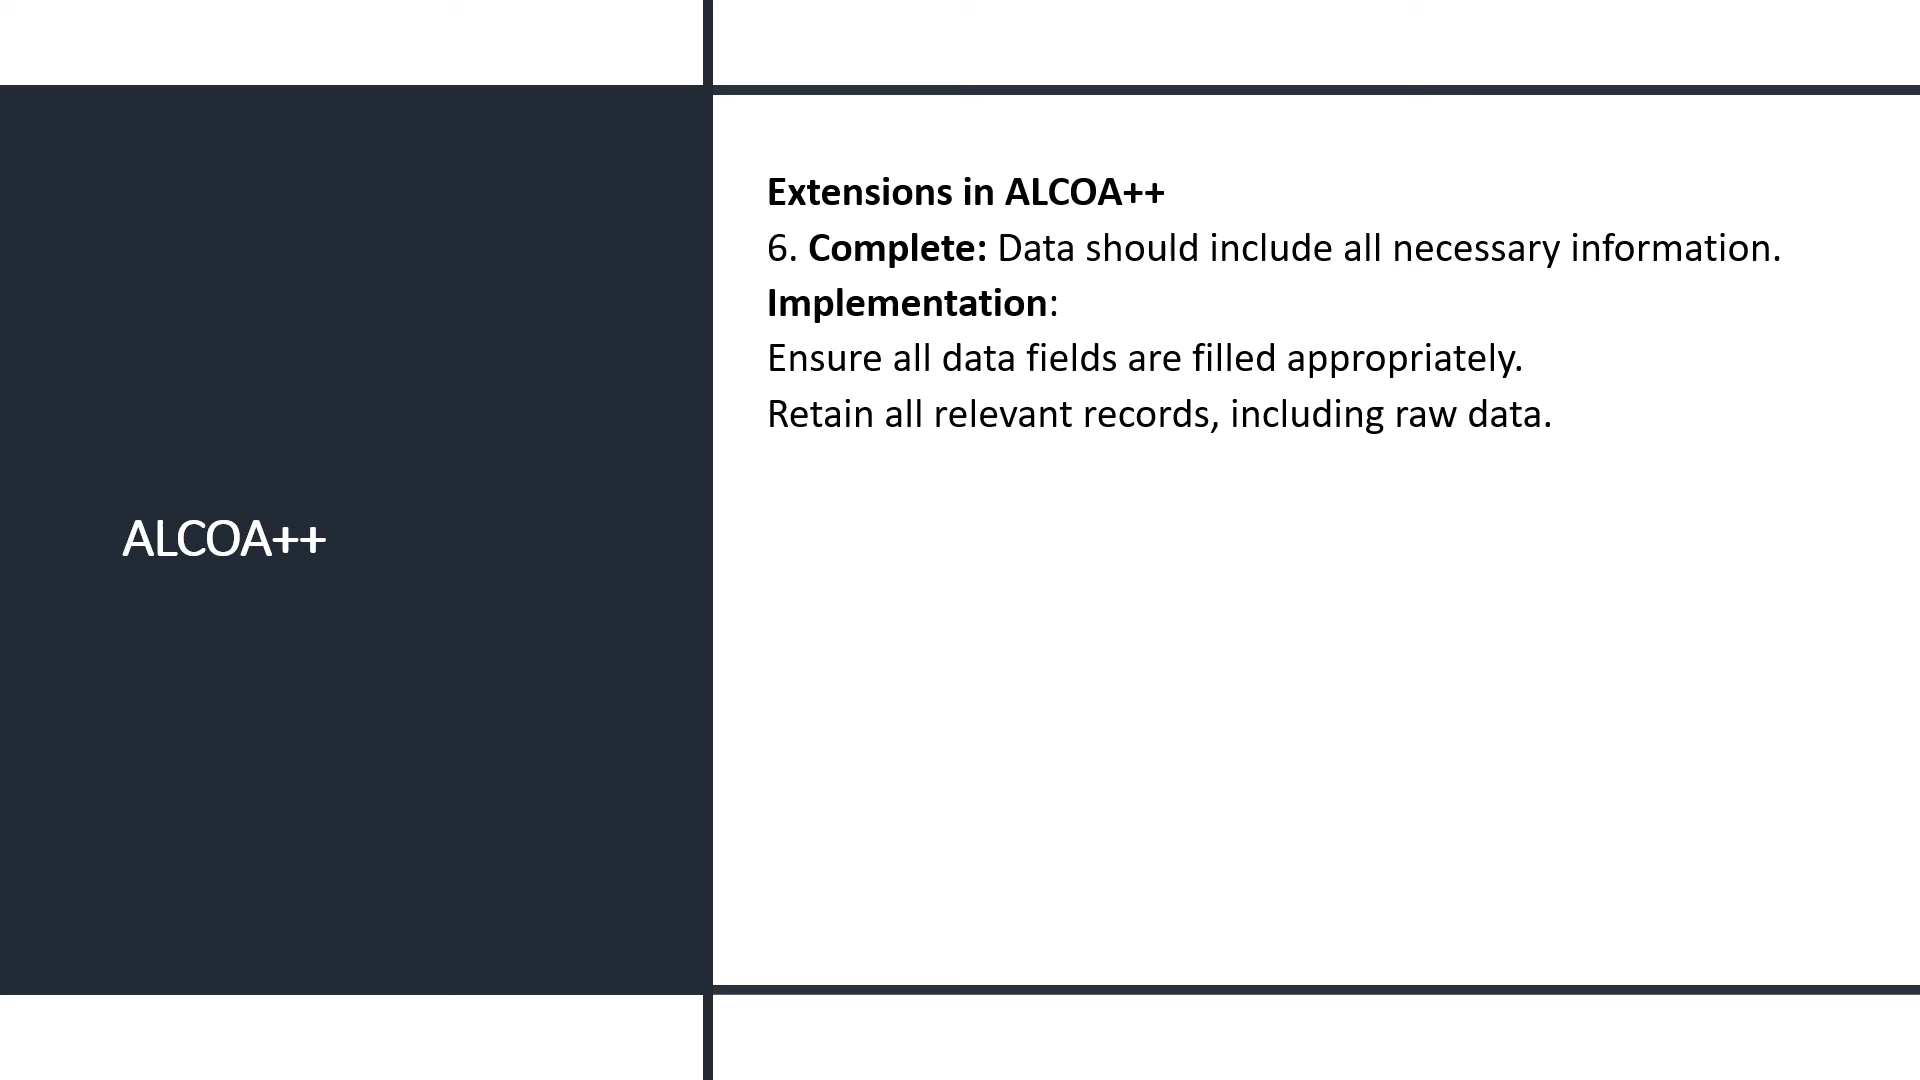 ALCOA++
Extensions in ALCOA++
6. Complete: Data should include all necessary information.
Implementation:
Ensure all data fields are filled appropriately.
Retain all relevant records, including raw data.